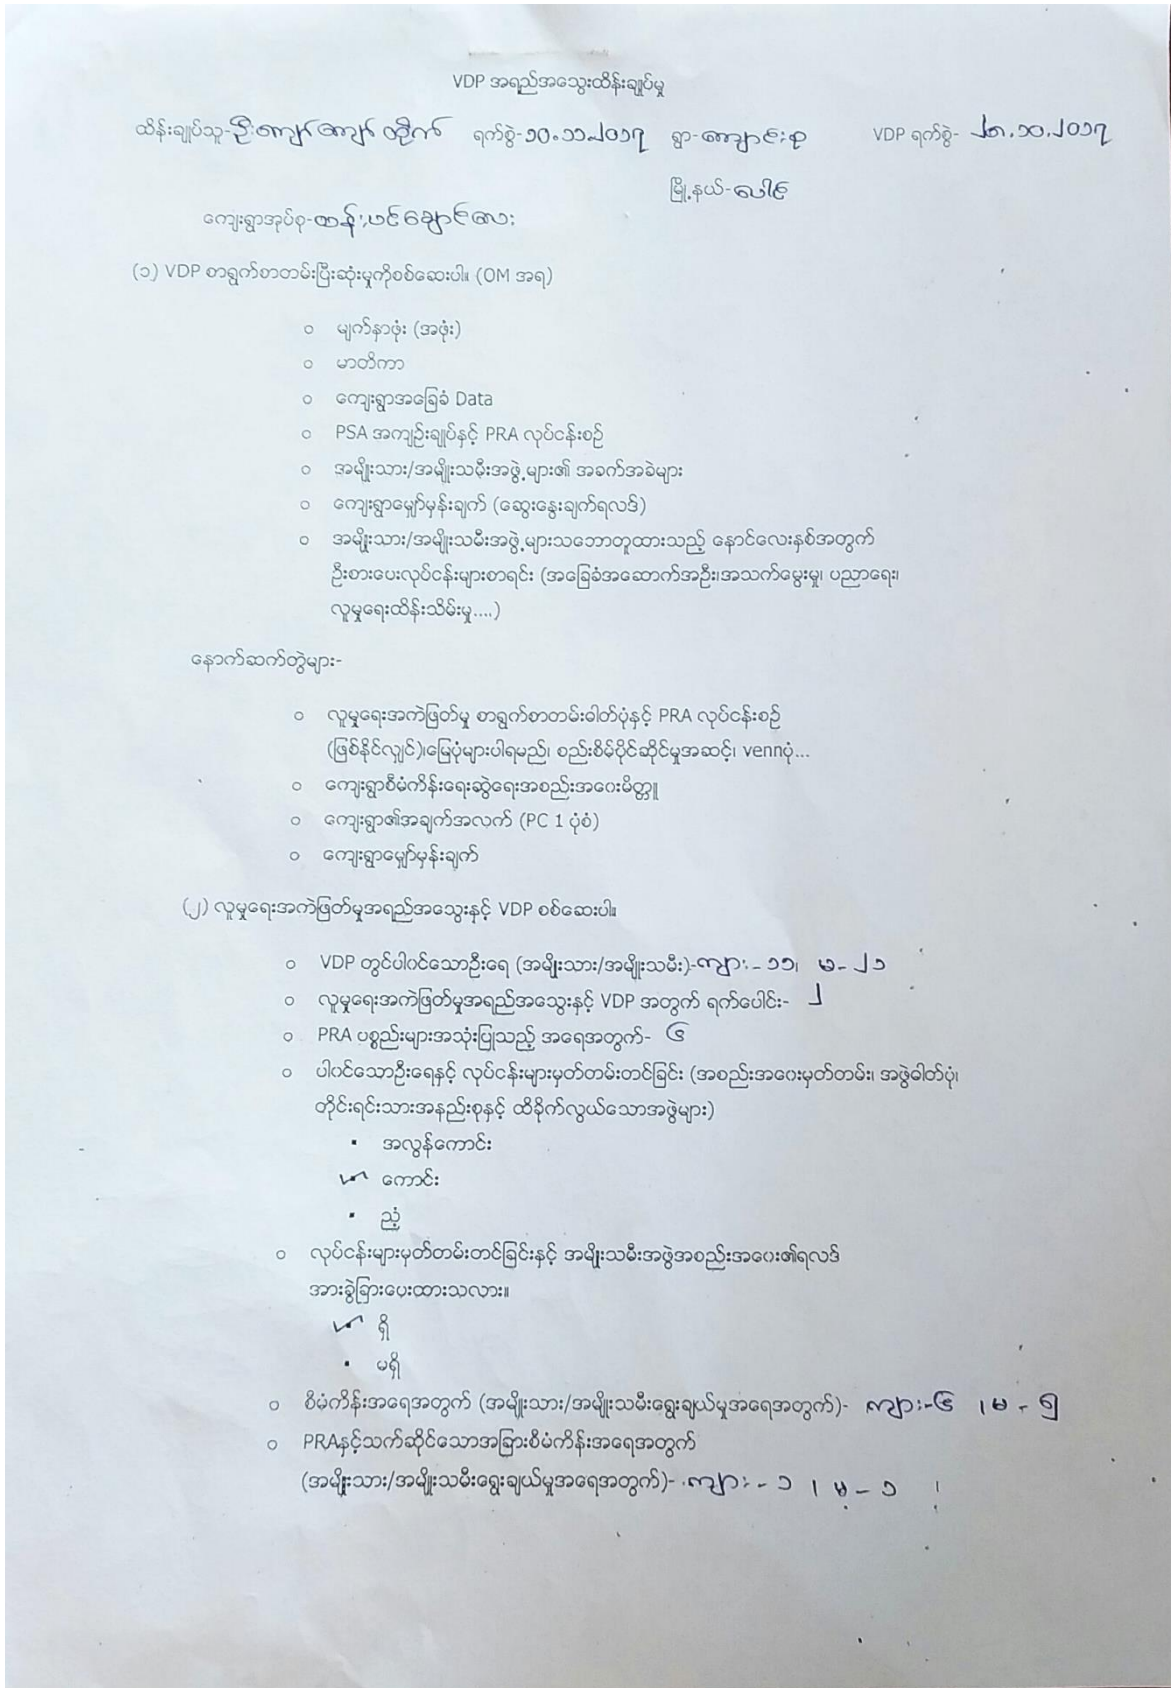 VDP အရည်အသွေးထိန်းချုပ်မှု
ထိန်းချုပ်သူ-ဦးကျော်ကျော်ထိုက် ရက်စွဲ-၁၀.၁၁.၂၀၁၇ ရွာ-ကျောင်းစု VDP ရက်စွဲ- ၂၈.၁၀.၂၀၁၇
မြို့နယ်-ပေါင်
ကျေးရွာအုပ်စု-ထန်းပင်ချောင်လေး
(၁) VDP စာရွက်စာတမ်းပြီးဆုံးမှုကိုစစ်ဆေးပါ။ (OM အရ)
○ မျက်နှာဖုံး (အဖုံး)
○ မာတိကာ
○ ကျေးရွာအခြေခံ Data
○ PSA အကျဉ်းချုပ်နှင့် PRA လုပ်ငန်းစဉ်
○ အမျိုးသား/အမျိုးသမီးအဖွဲ့များ၏ အခက်အခဲများ
○ ကျေးရွာမျှော်မှန်းချက် (ဆွေးနွေးချက်ရလဒ်)
○ အမျိုးသား/အမျိုးသမီးအဖွဲ့များသဘောတူထားသည့် နောင်လေးနှစ်အတွက်
ဦးစားပေးလုပ်ငန်းများစာရင်း (အခြေခံအဆောက်အဦး၊အသက်မွေးမှု၊ ပညာရေး၊
လူမှုရေးထိန်းသိမ်းမှု....)
နောက်ဆက်တွဲများ-
○ လူမှုရေးအကဲဖြတ်မှု စာရွက်စာတမ်းဓါတ်ပုံနှင့် PRA လုပ်ငန်းစဉ်
(ဖြစ်နိုင်လျှင်)၊မြေပုံများပါရမည်၊ စည်းစိမ်ပိုင်ဆိုင်မှုအဆင့်၊ vennပုံ...
○ ကျေးရွာစီမံကိန်းရေးဆွဲရေးအစည်းအဝေးမိတ္တူ
○ ကျေးရွာ၏အချက်အလက် (PC 1 ပုံစံ)
○ ကျေးရွာမျှော်မှန်းချက်
(၂) လူမှုရေးအကဲဖြတ်မှုအရည်အသွေးနှင့် VDP စစ်ဆေးပါ။
○ VDP တွင်ပါဝင်သောဦးရေ (အမျိုးသား/အမျိုးသမီး)-ကျား-၁၁၊ မ-၂၁
○ လူမှုရေးအကဲဖြတ်မှုအရည်အသွေးနှင့် VDP အတွက် ရက်ပေါင်း- ၂
○ PRA ပစ္စည်းများအသုံးပြုသည့် အရေအတွက်- ၆
○ ပါဝင်သောဦးရေနှင့် လုပ်ငန်းများမှတ်တမ်းတင်ခြင်း (အစည်းအဝေးမှတ်တမ်း၊ အဖွဲ့ဓါတ်ပုံ၊
တိုင်းရင်းသားအနည်းစုနှင့် ထိခိုက်လွယ်သောအဖွဲ့များ)
▪ အလွန်ကောင်း
✓ ကောင်း
▪ ညံ့
○ လုပ်ငန်းများမှတ်တမ်းတင်ခြင်းနှင့် အမျိုးသမီးအဖွဲ့အစည်းအဝေး၏ရလဒ်
အားခွဲခြားပေးထားသလား။
✓ ရှိ
▪ မရှိ
○ စီမံကိန်းအရေအတွက် (အမျိုးသား/အမျိုးသမီးရွေးချယ်မှုအရေအတွက်)- ကျား-၆ ၊မ-၅
○ PRAနှင့်သက်ဆိုင်သောအခြားစီမံကိန်းအရေအတွက်
(အမျိုးသား/အမျိုးသမီးရွေးချယ်မှုအရေအတွက်)- ကျား-၁ ၊ မ-၁